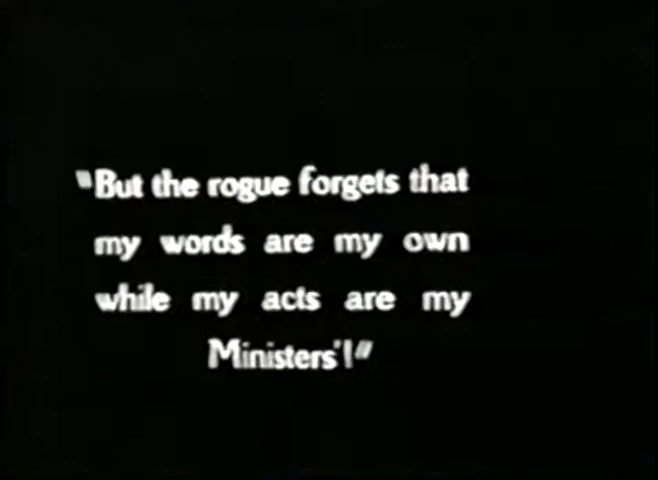 "But the rogue forgets that
my words are my own
while my acts are my
Ministers'!"